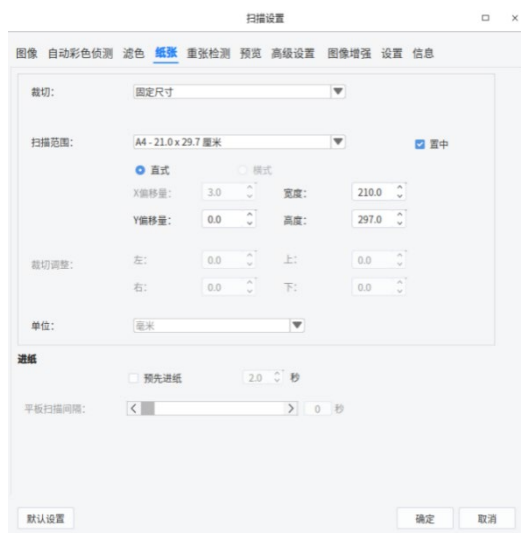 扫描设置
图像 自动彩色侦测 滤色 纸张 重张检测 预览 高级设置 图像增强 设置 信息
裁切: 固定尺寸
扫描范围: A4 - 21.0 x 29.7 厘米 置中
直式 横式
X偏移量: 3.0 宽度: 210.0
Y偏移量: 0.0 高度: 297.0
裁切调整: 左: 0.0 上: 0.0
右: 0.0 下: 0.0
单位: 毫米
进纸
预先进纸 2.0 秒
平板扫描间隔: 0 秒
默认设置 确定 取消